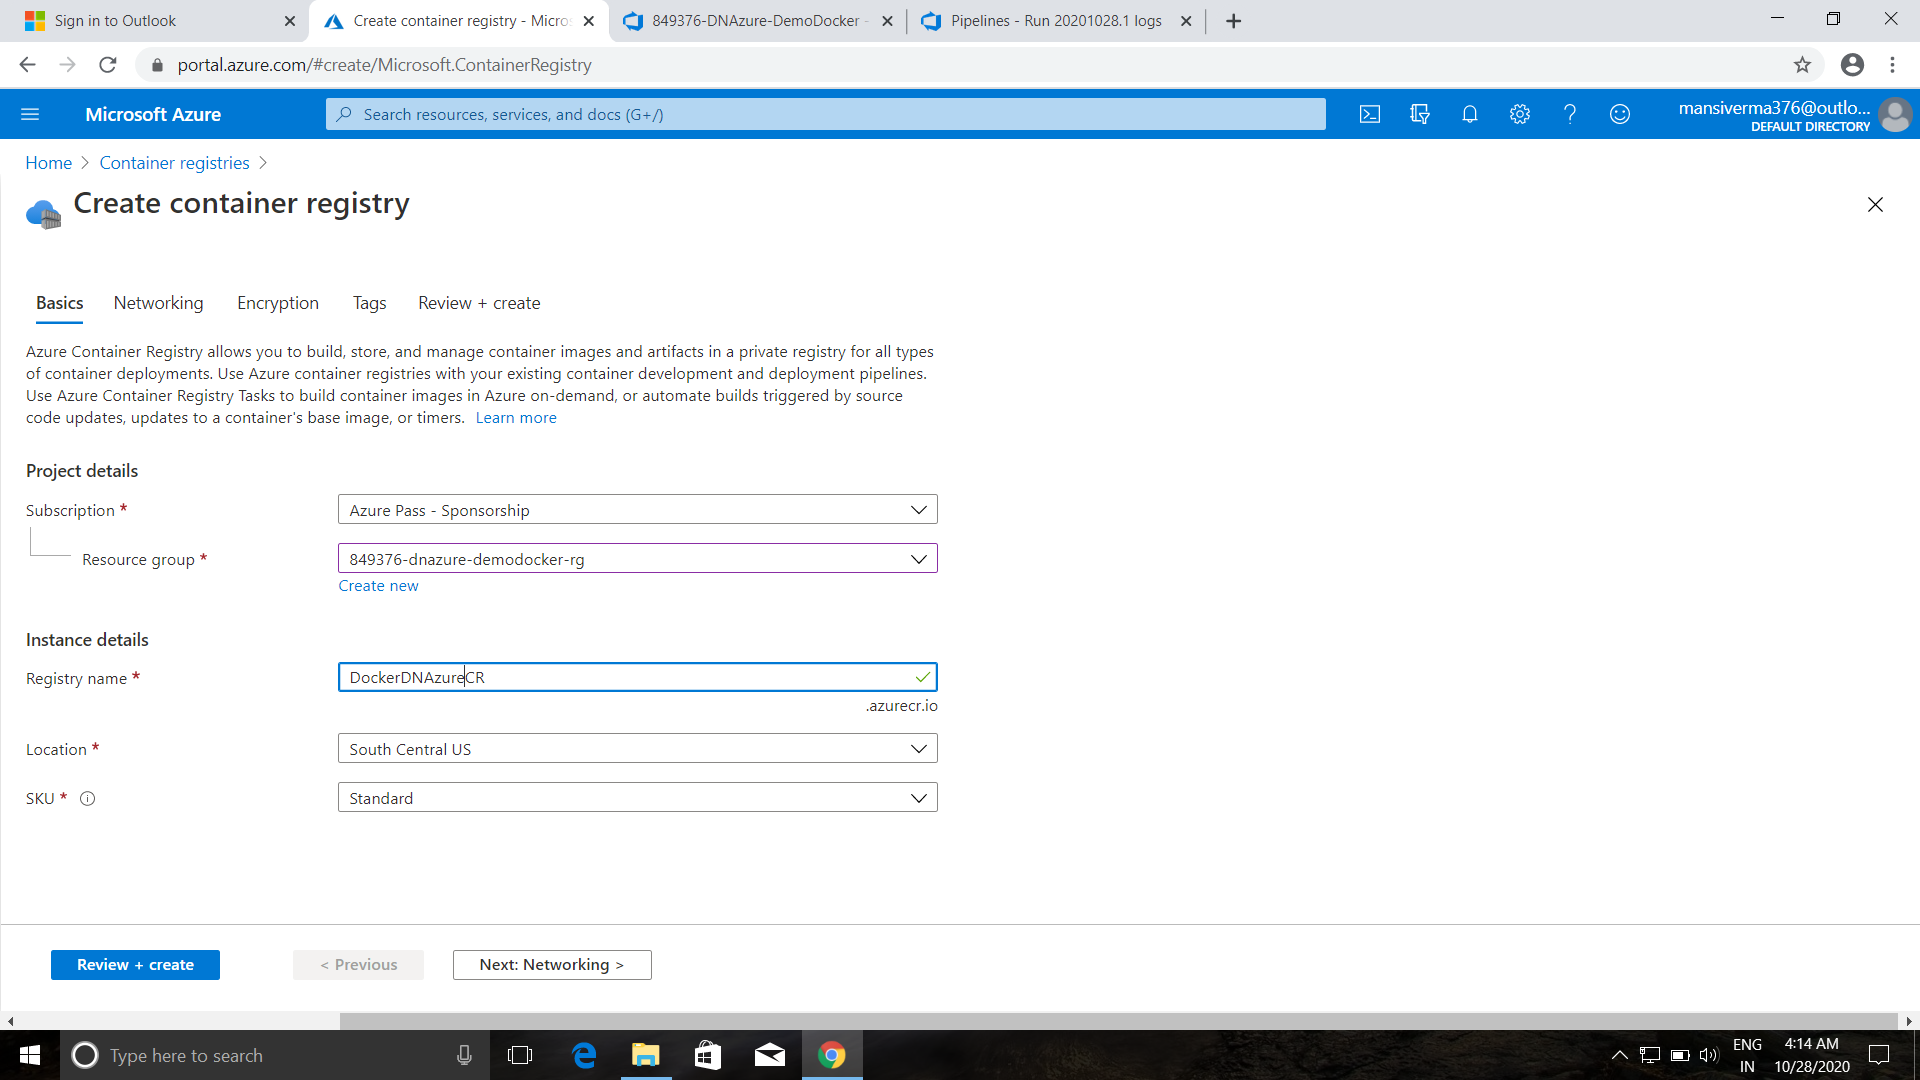 Sign in to Outlook
Create container registry - Micros
849376-DNAzure-DemoDocker -
Pipelines - Run 20201028.1 logs
portal.azure.com/#create/Microsoft.ContainerRegistry
Microsoft Azure
Search resources, services, and docs (G+/)
mansiverma376@outlo...
DEFAULT DIRECTORY
Home > Container registries >
Create container registry
Basics Networking Encryption Tags Review + create
Azure Container Registry allows you to build, store, and manage container images and artifacts in a private registry for all types
of container deployments. Use Azure container registries with your existing container development and deployment pipelines.
Use Azure Container Registry Tasks to build container images in Azure on-demand, or automate builds triggered by source
code updates, updates to a container's base image, or timers. Learn more
Project details
Subscription * Azure Pass - Sponsorship
Resource group * 849376-dnazure-demodocker-rg
Create new
Instance details
Registry name * DockerDNAzureCR
.azurecr.io
Location * South Central US
SKU * Standard
Review + create < Previous Next: Networking >
Type here to search
ENG
IN
4:14 AM
10/28/2020